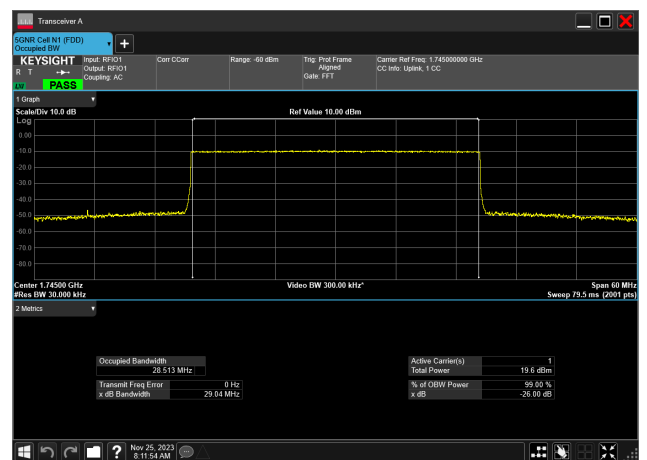 Transceiver A
5GNR Cell N1 (FDD)
Occupied BW
KEYSIGHT
R T
LV PASS
Input: RFIO1
Output: RFIO1
Coupling: AC
Corr CCorr
Range: -60 dBm
Trig: Prot Frame
Aligned
Gate: FFT
Carrier Ref Freq: 1.745000000 GHz
CC Info: Uplink, 1 CC
1 Graph
Scale/Div 10.0 dB
Ref Value 10.00 dBm
Log
0.00
-10.0
-20.0
-30.0
-40.0
-50.0
-60.0
-70.0
-80.0
Center 1.74500 GHz
Video BW 300.00 kHz^
Span 60 MHz
#Res BW 30.000 kHz
Sweep 79.5 ms (2001 pts)
2 Metrics
Occupied Bandwidth
28.513 MHz
Transmit Freq Error 0 Hz
x dB Bandwidth 29.04 MHz
Active Carrier(s) 1
Total Power 19.6 dBm
% of OBW Power 99.00 %
x dB -26.00 dB
Nov 25, 2023
8:11:54 AM